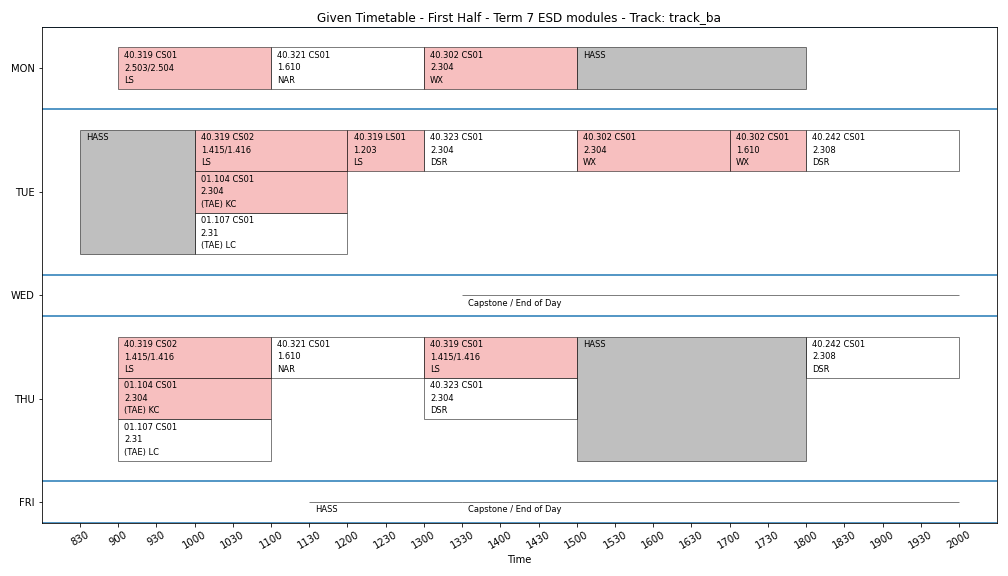 Given Timetable - First Half - Term 7 ESD modules - Track: track_ba
MON
40.319 CS01
2.503/2.504
LS
40.321 CS01
1.610
NAR
40.302 CS01
2.304
WX
HASS
TUE
HASS
40.319 CS02
1.415/1.416
LS
40.319 LS01
1.203
LS
40.323 CS01
2.304
DSR
40.302 CS01
2.304
WX
40.302 CS01
1.610
WX
40.242 CS01
2.308
DSR
01.104 CS01
2.304
(TAE) KC
01.107 CS01
2.31
(TAE) LC
WED
Capstone / End of Day
THU
40.319 CS02
1.415/1.416
LS
40.321 CS01
1.610
NAR
40.319 CS01
1.415/1.416
LS
HASS
40.242 CS01
2.308
DSR
01.104 CS01
2.304
(TAE) KC
40.323 CS01
2.304
DSR
01.107 CS01
2.31
(TAE) LC
FRI
HASS
Capstone / End of Day
830 900 930 1000 1030 1100 1130 1200 1230 1300 1330 1400 1430 1500 1530 1600 1630 1700 1730 1800 1830 1900 1930 2000
Time